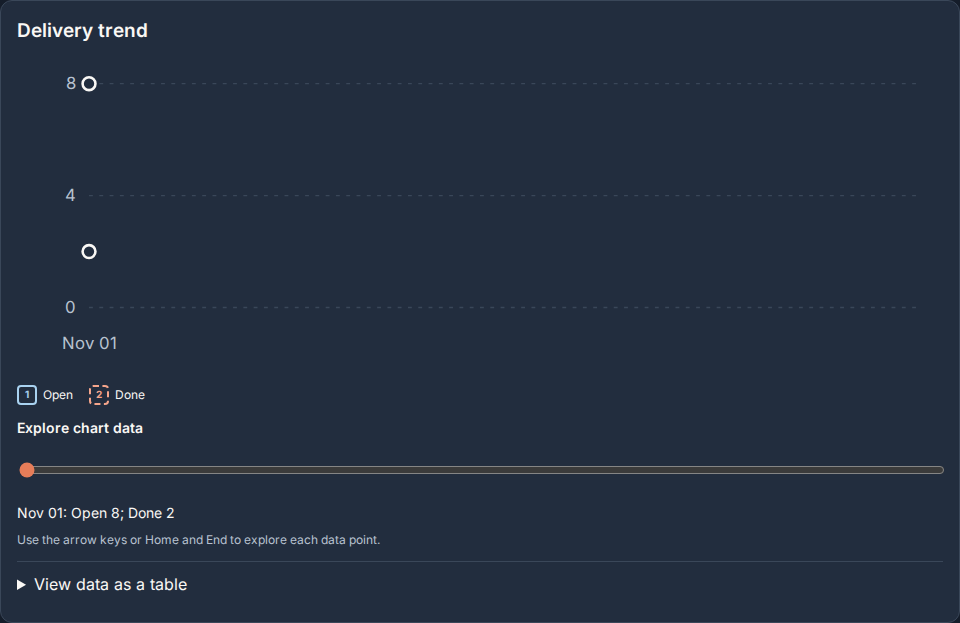 Delivery trend
8
4
0
Nov 01
1 Open 2 Done
Explore chart data
Nov 01: Open 8; Done 2
Use the arrow keys or Home and End to explore each data point.
View data as a table